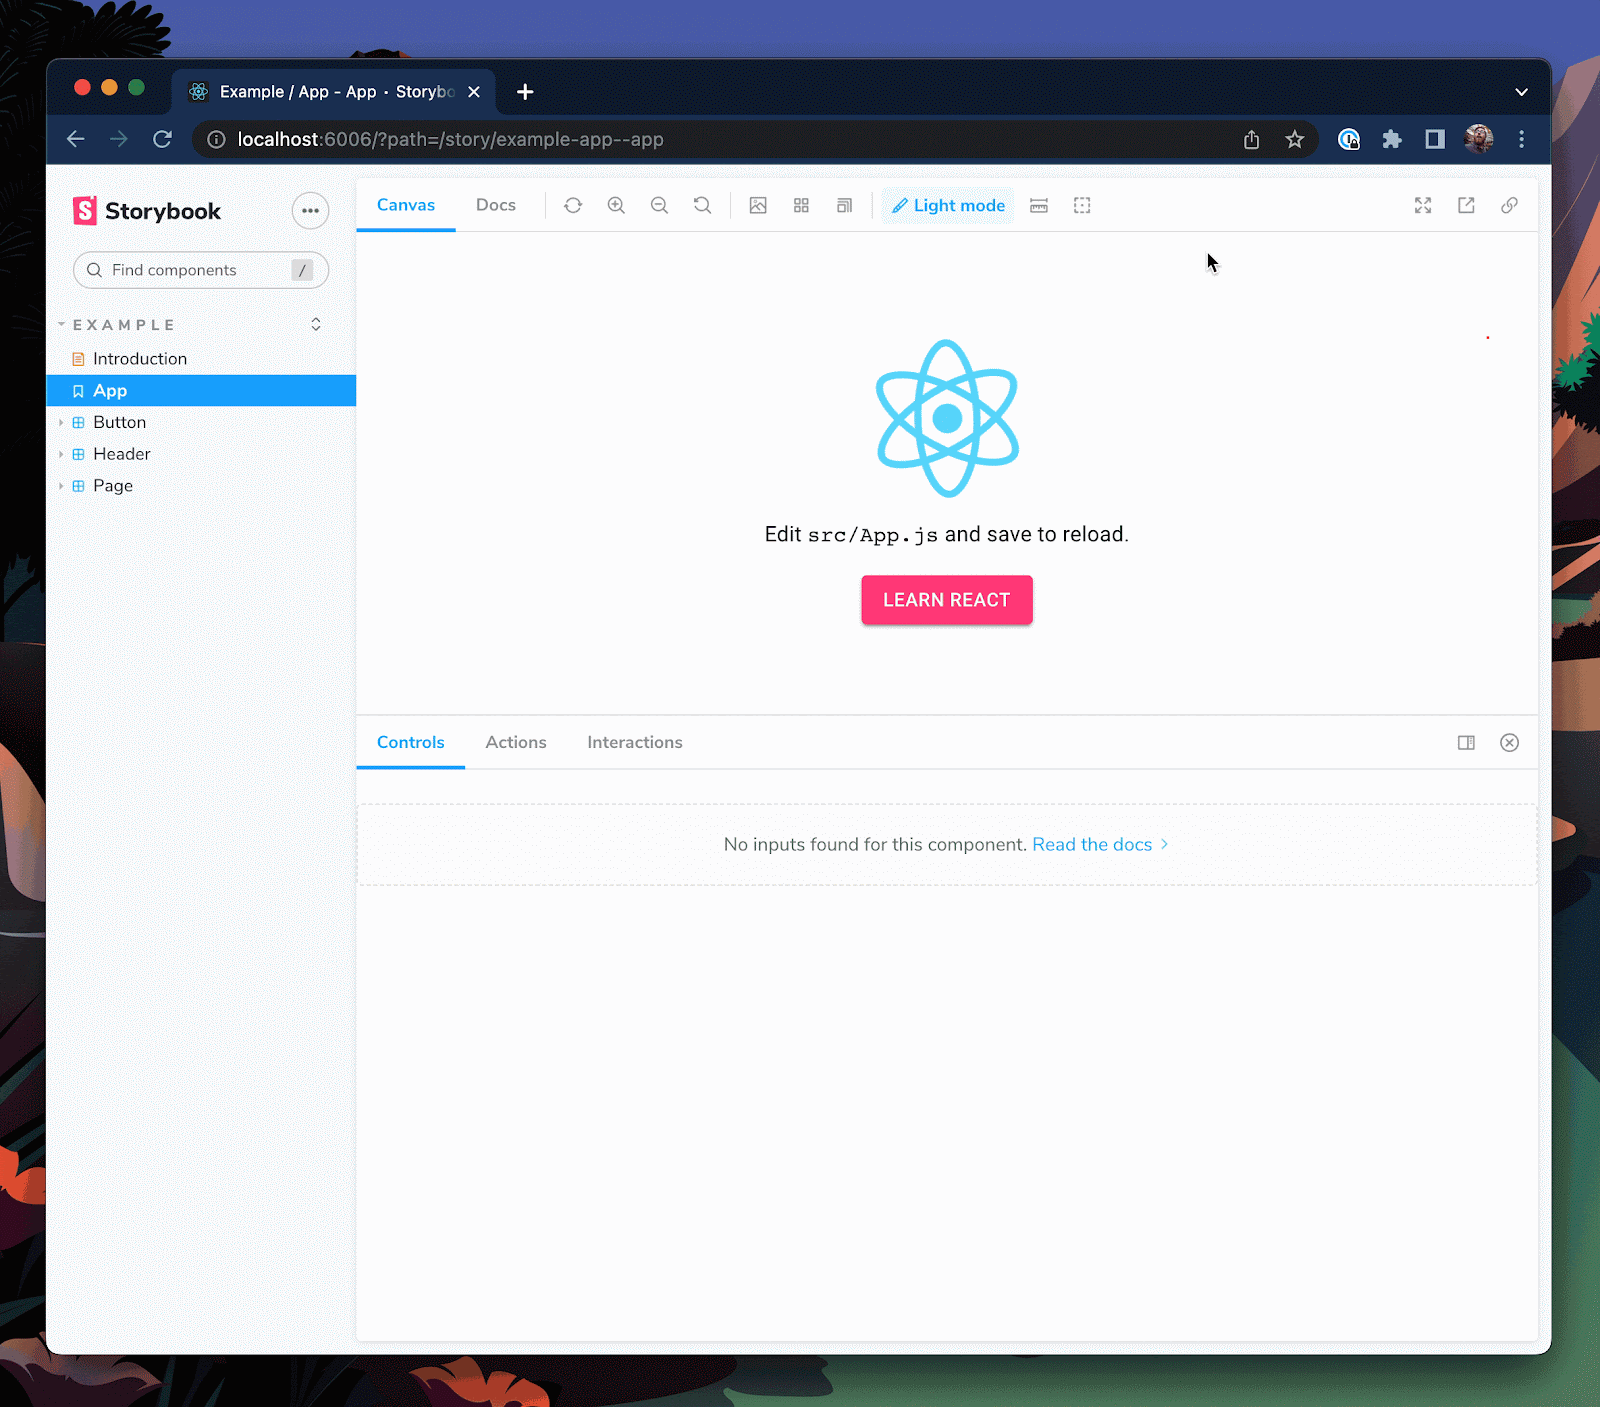 Example / App - App · Storybo
localhost:6006/?path=/story/example-app--app
Storybook
Find components /
EXAMPLE
Introduction
App
Button
Header
Page
Canvas Docs Light mode
Edit src/App.js and save to reload.
LEARN REACT
Controls Actions Interactions
No inputs found for this component. Read the docs